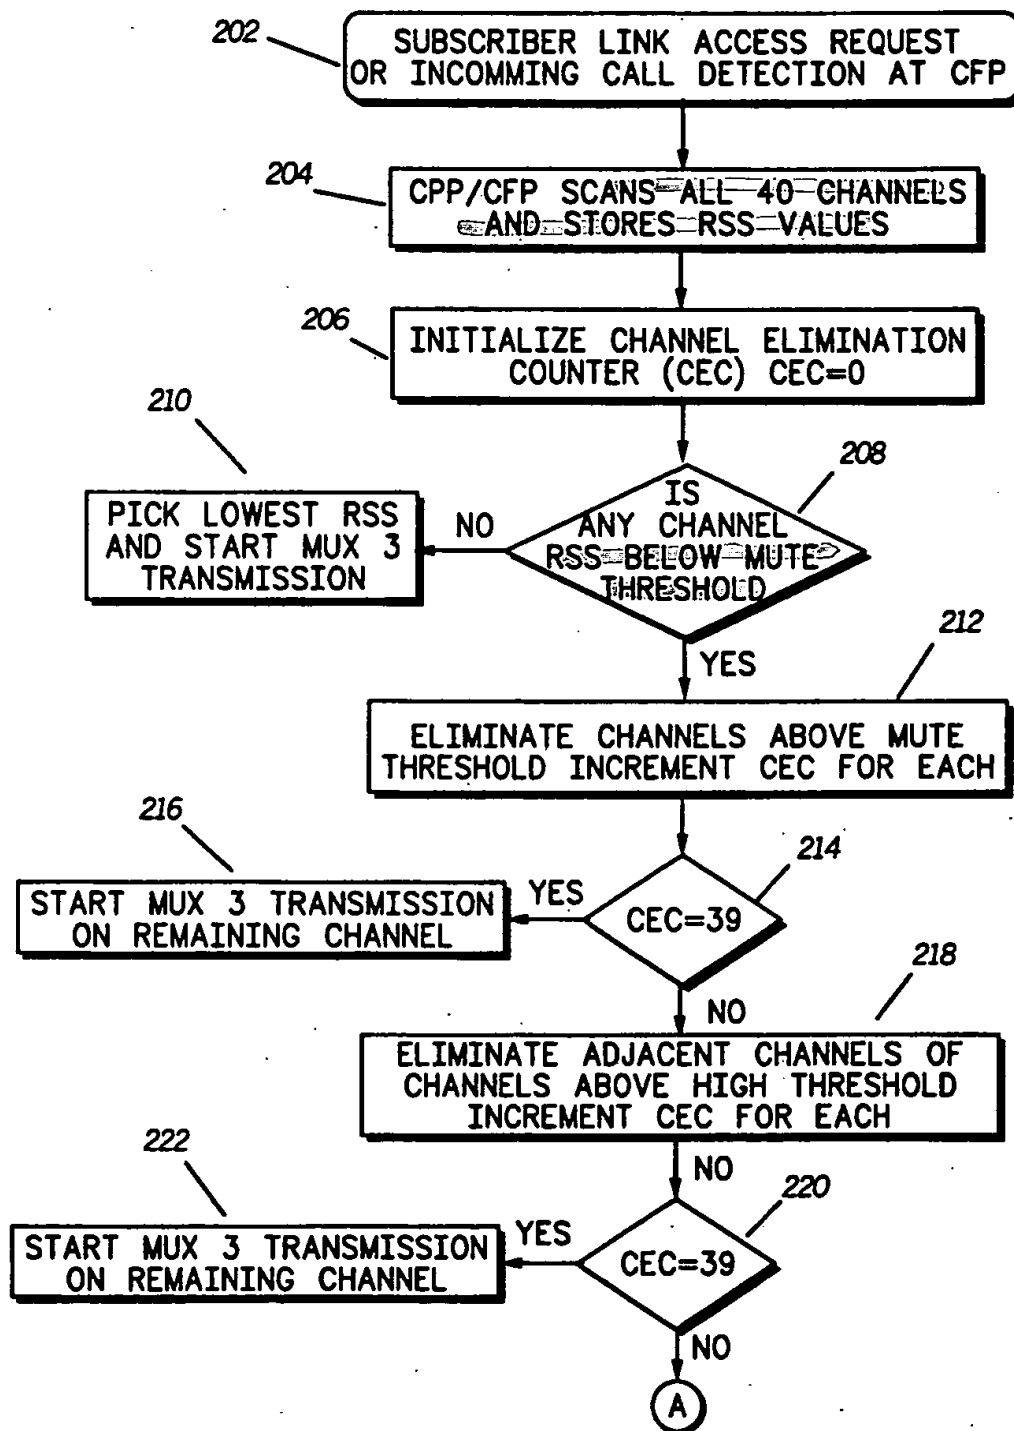 202
SUBSCRIBER LINK ACCESS REQUEST
OR INCOMMING CALL DETECTION AT CFP
204
CPP/CFP SCANS ALL 40 CHANNELS
AND STORES RSS VALUES
206
INITIALIZE CHANNEL ELIMINATION
COUNTER (CEC) CEC=0
210
208
PICK LOWEST RSS
AND START MUX 3
TRANSMISSION
NO
IS
ANY CHANNEL
RSS BELOW MUTE
THRESHOLD
YES
212
ELIMINATE CHANNELS ABOVE MUTE
THRESHOLD INCREMENT CEC FOR EACH
216
214
START MUX 3 TRANSMISSION
ON REMAINING CHANNEL
YES
CEC=39
NO
218
ELIMINATE ADJACENT CHANNELS OF
CHANNELS ABOVE HIGH THRESHOLD
INCREMENT CEC FOR EACH
222
NO
220
START MUX 3 TRANSMISSION
ON REMAINING CHANNEL
YES
CEC=39
NO
A